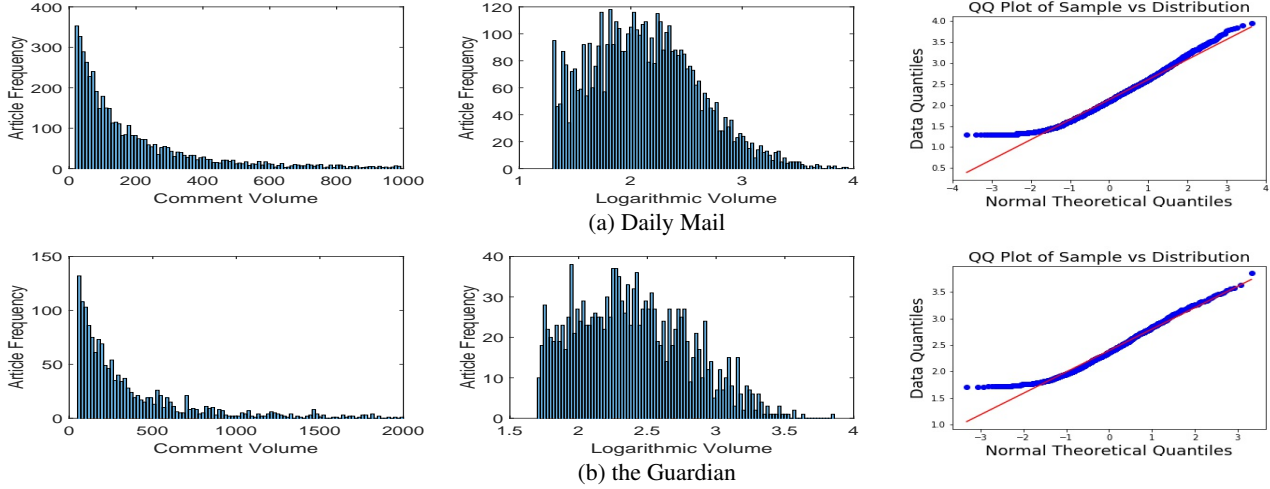 400
300
200
100
0
Article Frequency
0 200 400 600 800 1000
Comment Volume
120
100
80
60
40
20
0
Article Frequency
1 2 3 4
Logarithmic Volume
QQ Plot of Sample vs Distribution
4.0
3.5
3.0
2.5
2.0
1.5
1.0
0.5
Data Quantiles
−4 −3 −2 −1 0 1 2 3 4
Normal Theoretical Quantiles
(a) Daily Mail
150
100
50
0
Article Frequency
0 500 1000 1500 2000
Comment Volume
40
30
20
10
0
Article Frequency
1.5 2 2.5 3 3.5 4
Logarithmic Volume
QQ Plot of Sample vs Distribution
3.5
3.0
2.5
2.0
1.5
1.0
Data Quantiles
−3 −2 −1 0 1 2 3
Normal Theoretical Quantiles
(b) the Guardian